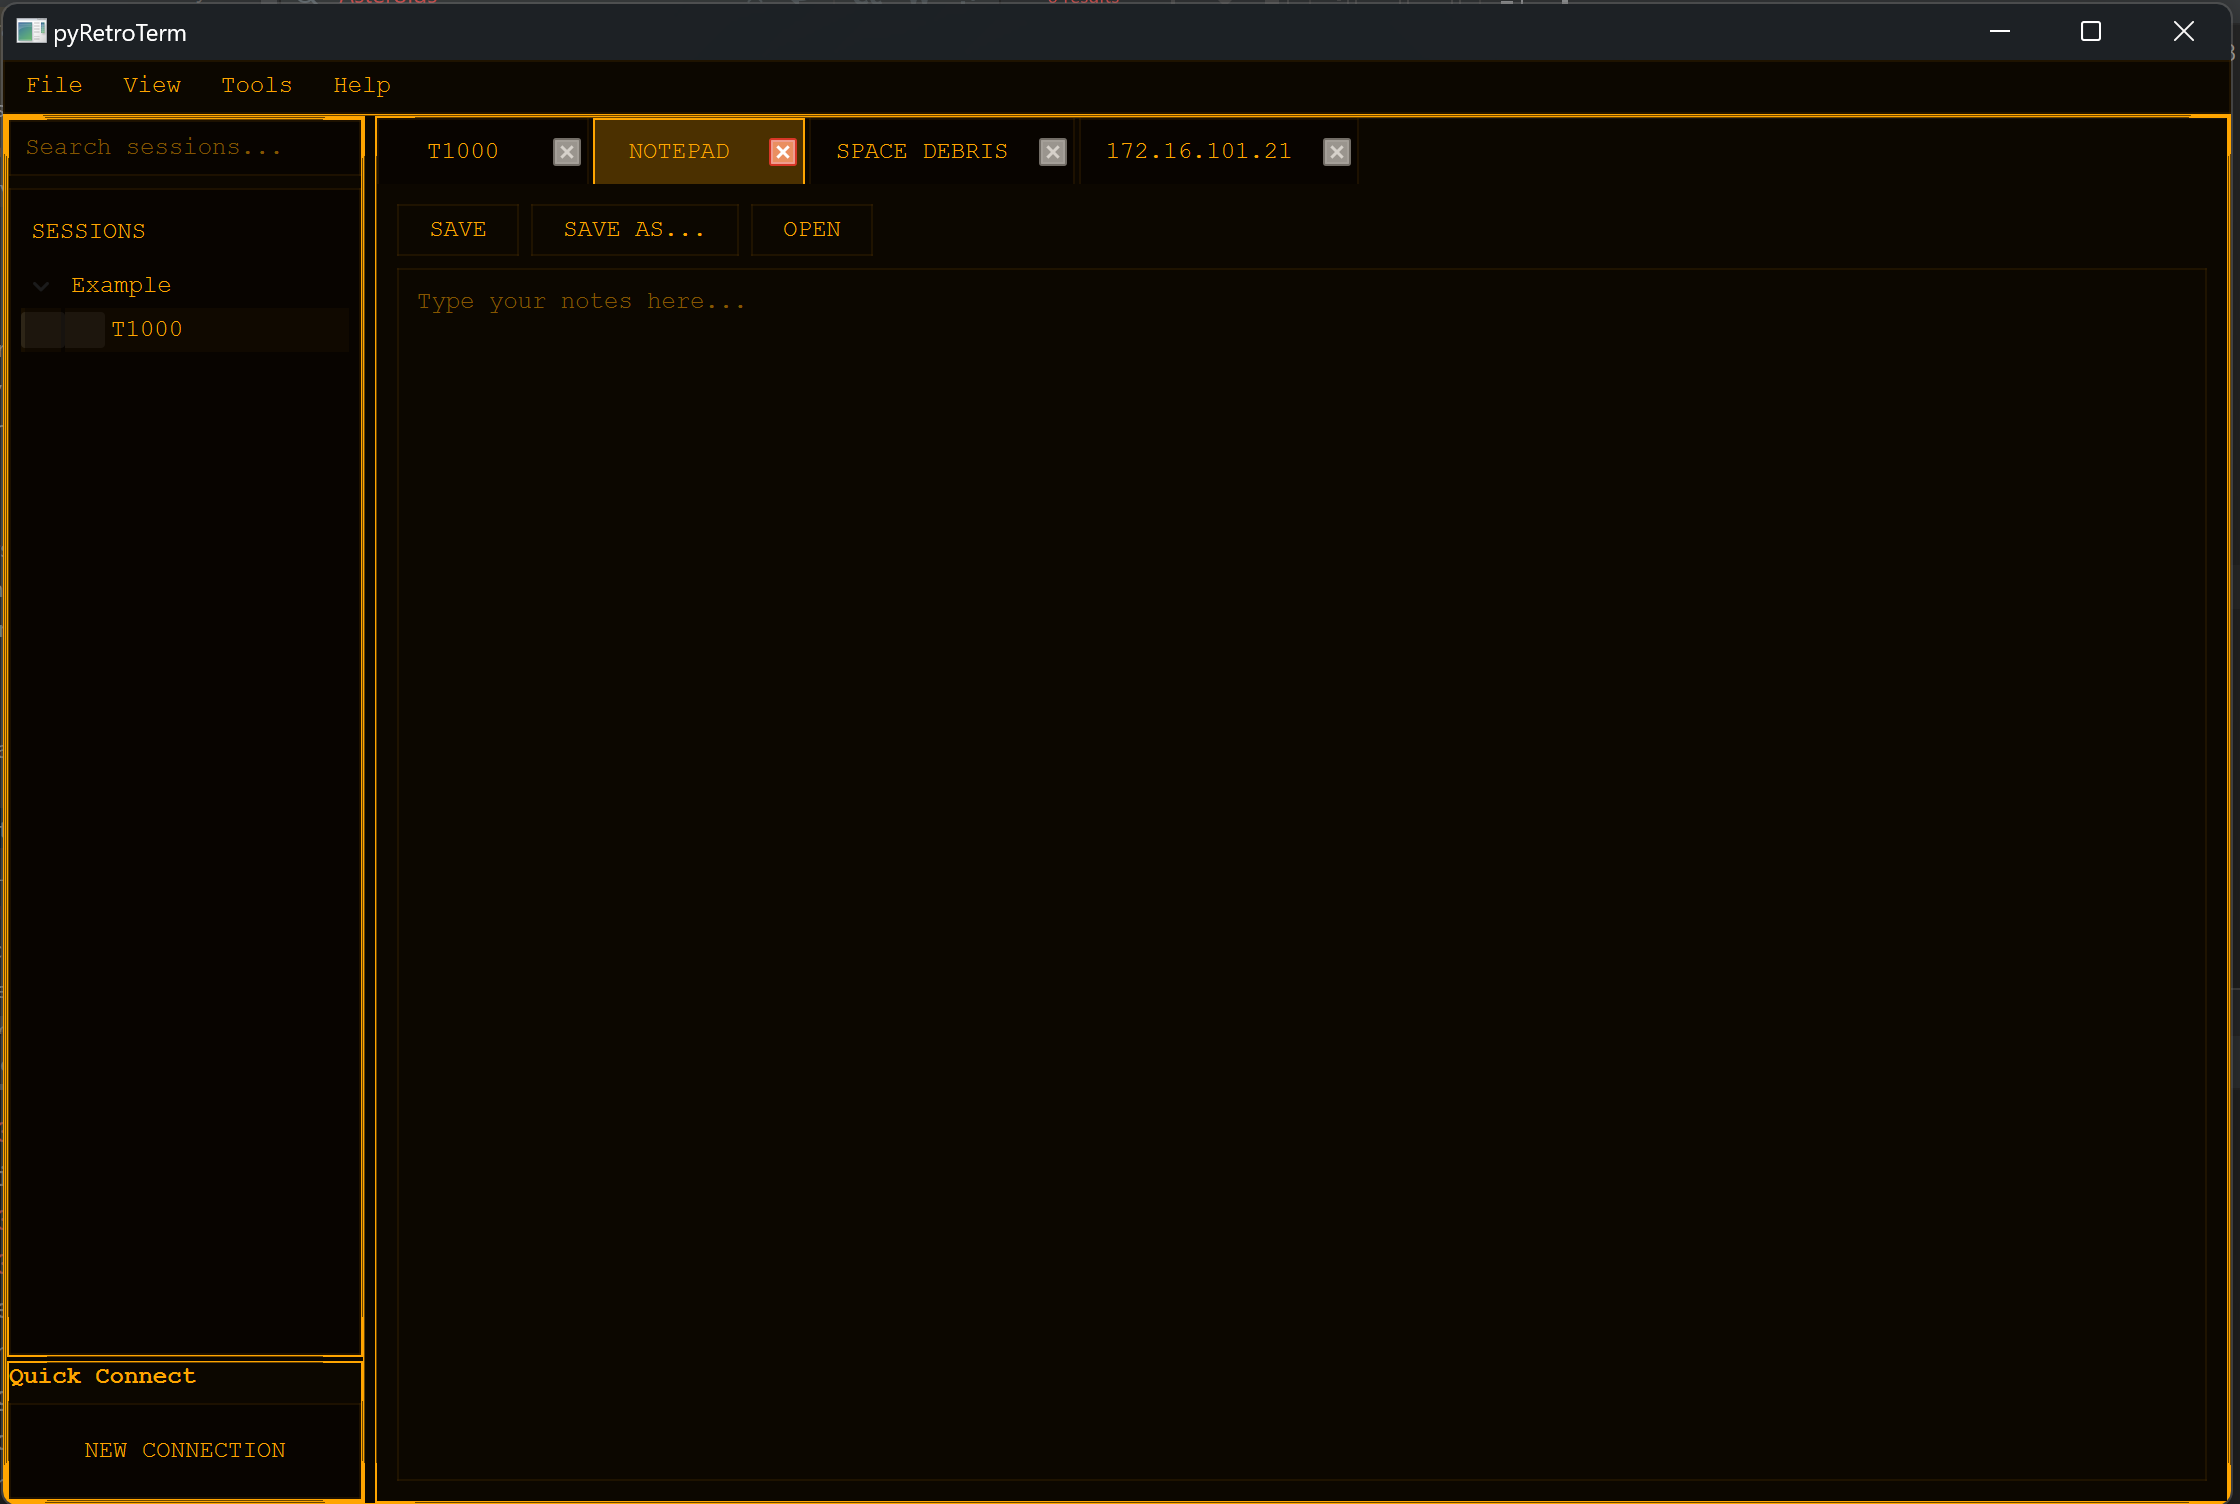 pyRetroTerm
File View Tools Help
Search sessions...
T1000 NOTEPAD SPACE DEBRIS 172.16.101.21
SAVE SAVE AS... OPEN
SESSIONS
Example
T1000
Type your notes here...
Quick Connect
NEW CONNECTION